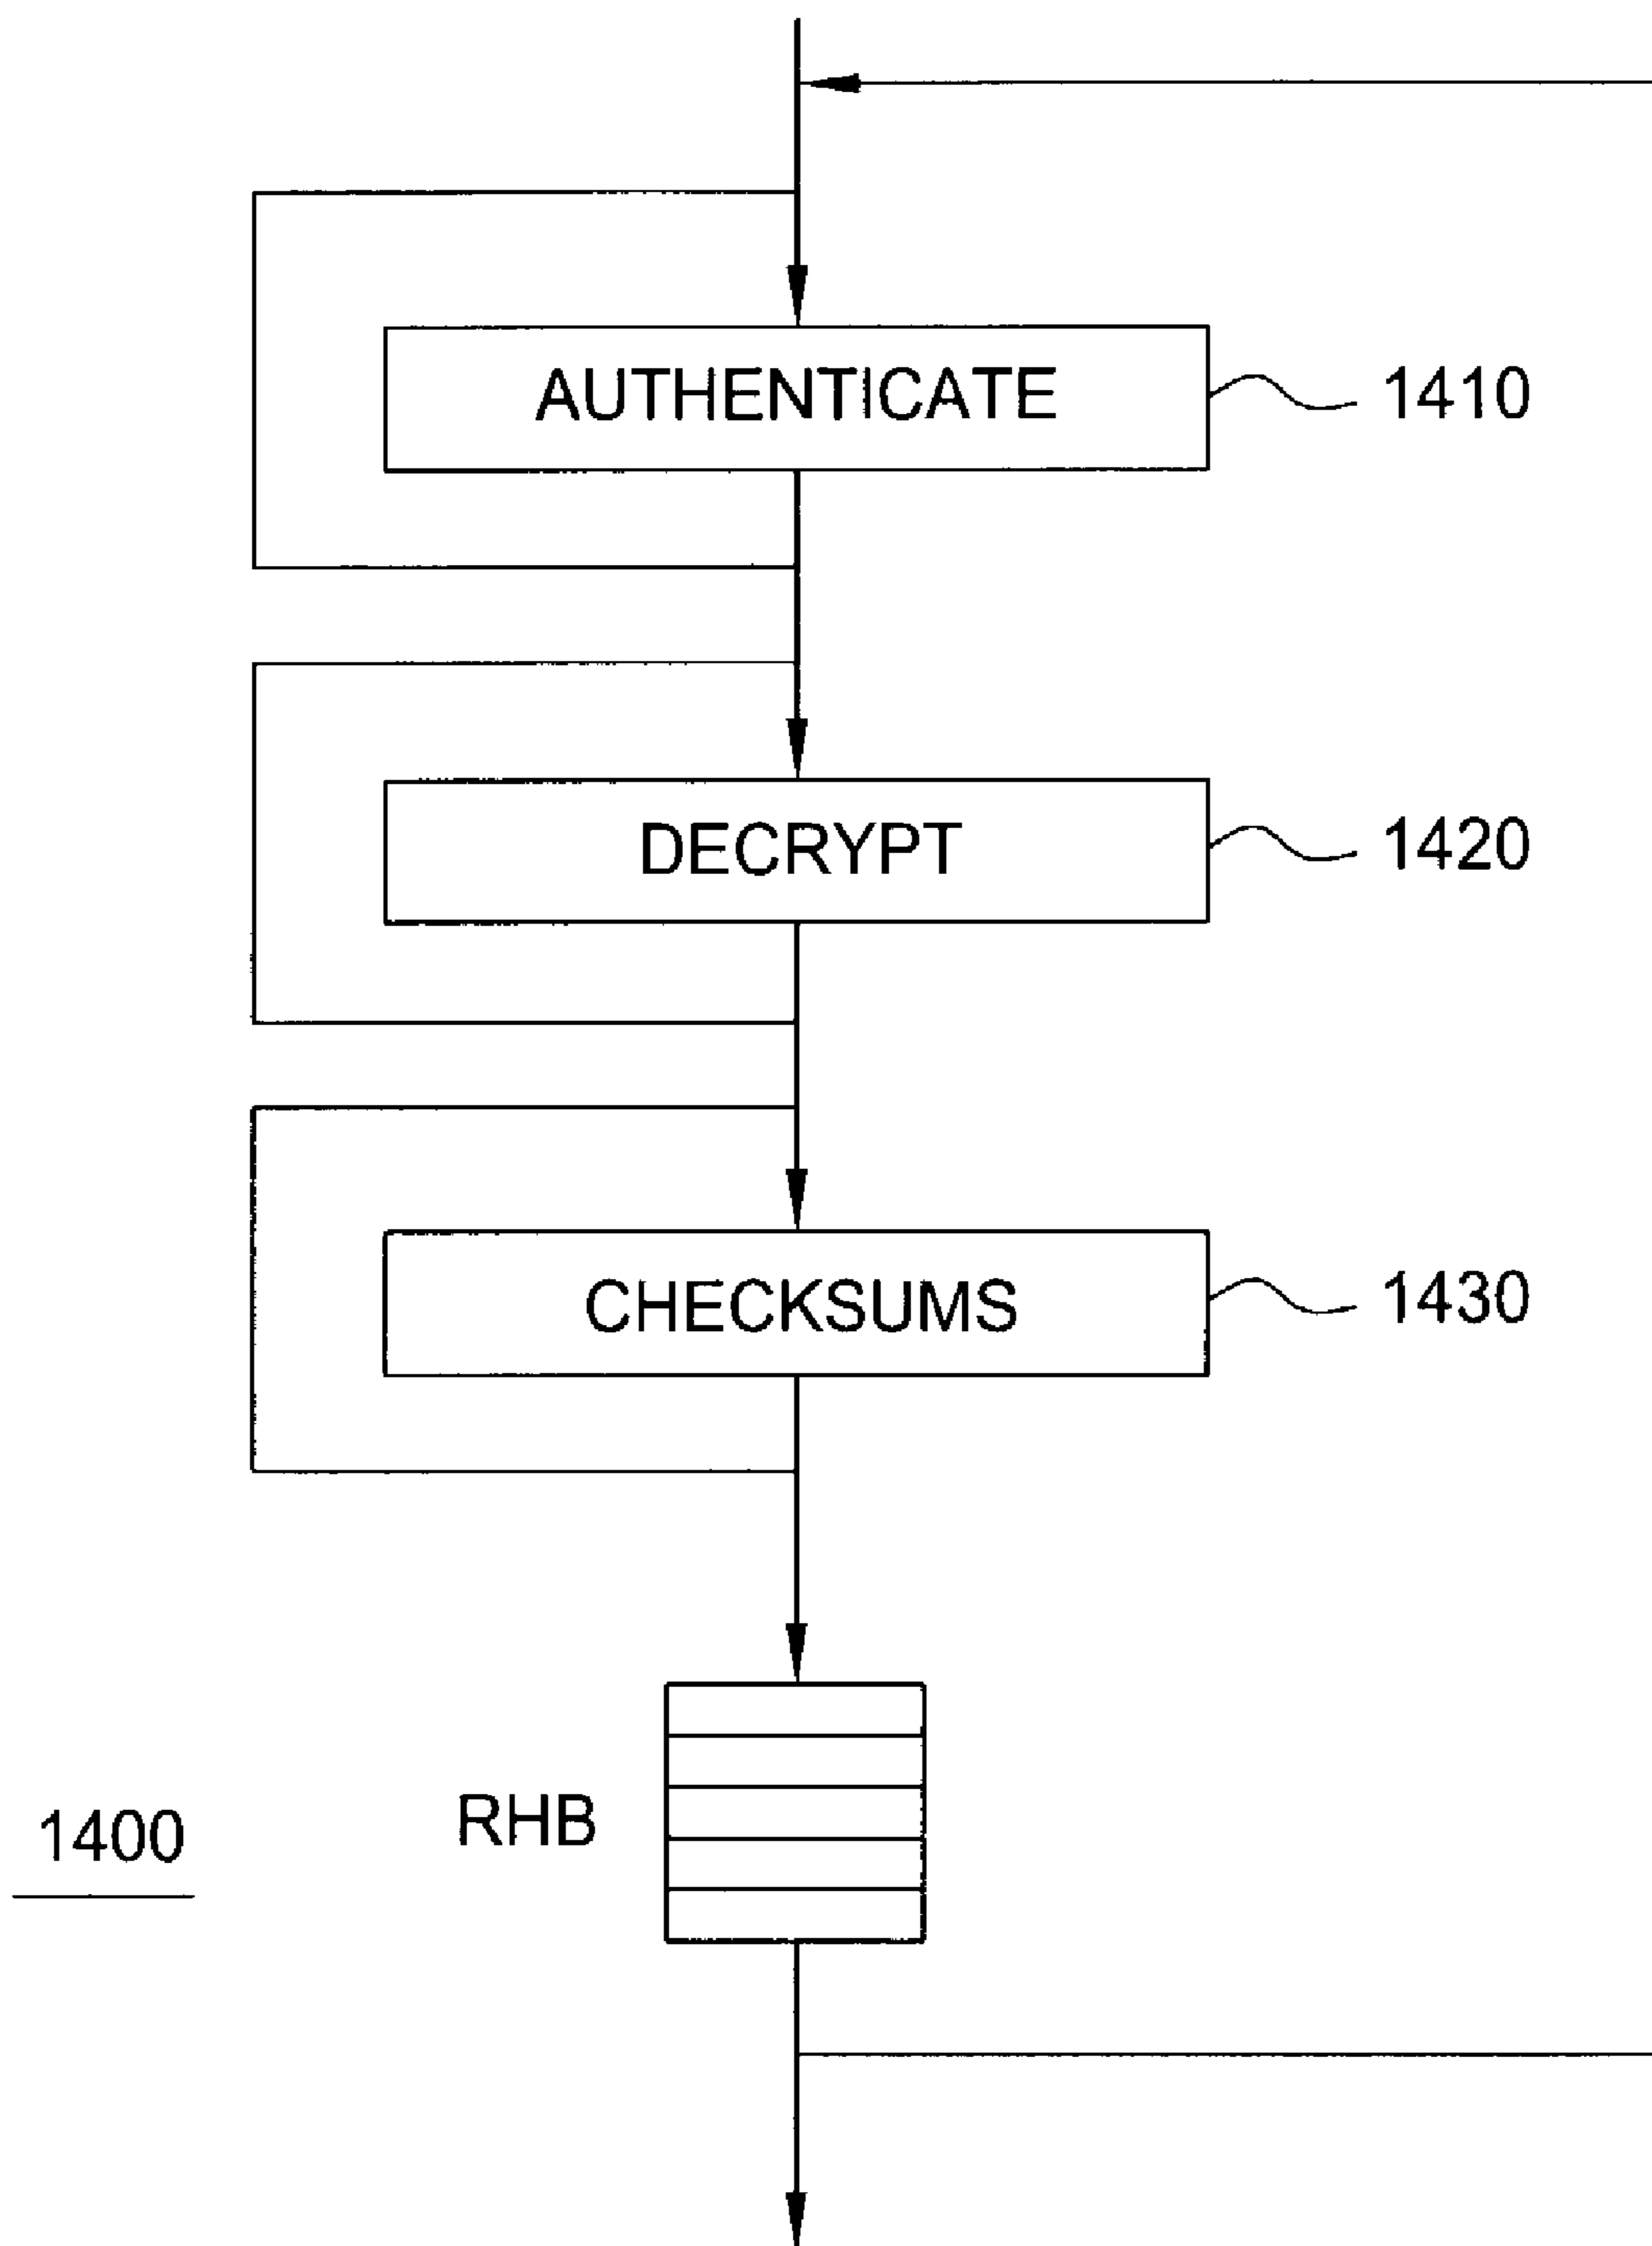 AUTHENTICATE
1410
DECRYPT
1420
CHECKSUMS
1430
RHB
1400